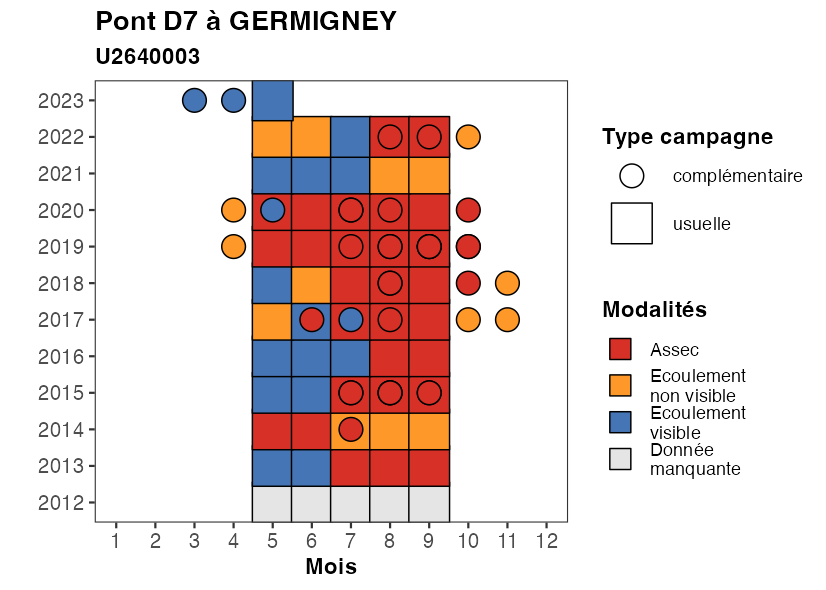 Pont D7 à GERMIGNEY
U2640003
2023
2022
2021
2020
2019
2018
2017
2016
2015
2014
2013
2012
1 2 3 4 5 6 7 8 9 10 11 12
Mois
Type campagne
complémentaire
usuelle
Modalités
Assec
Ecoulement
non visible
Ecoulement
visible
Donnée
manquante